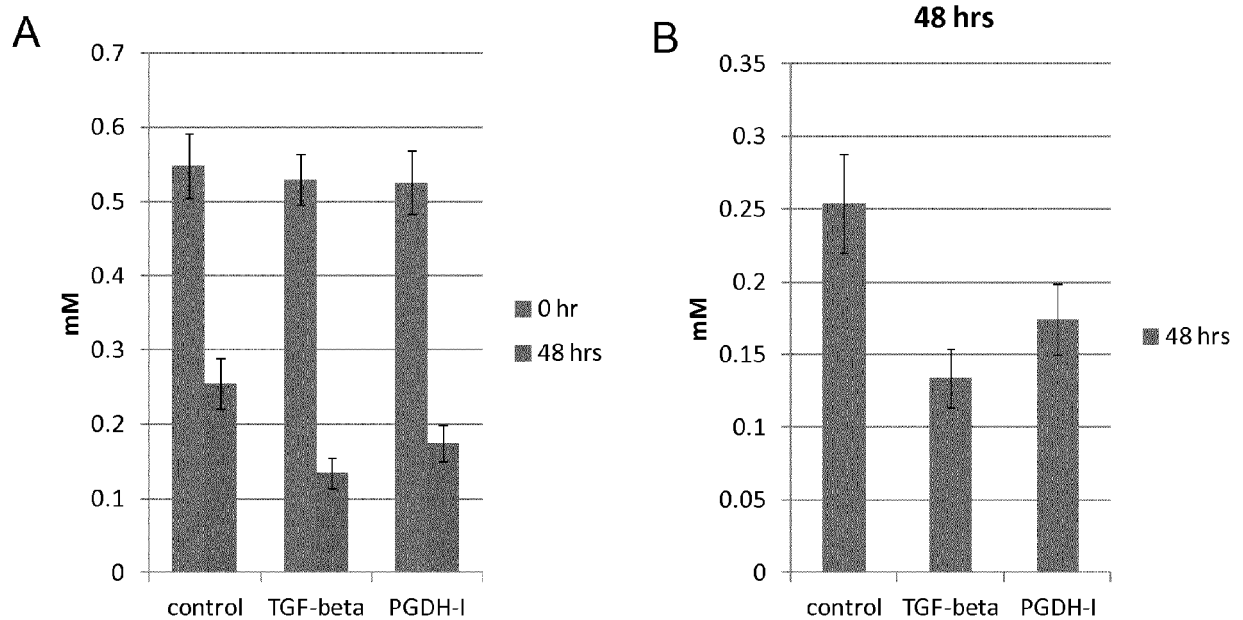 A
0.7
0.6
0.5
0.4
0.3
0.2
0.1
0
mM
control TGF-beta PGDH-I
0 hr
48 hrs
B
48 hrs
0.35
0.3
0.25
0.2
0.15
0.1
0.05
0
mM
control TGF-beta PGDH-I
48 hrs